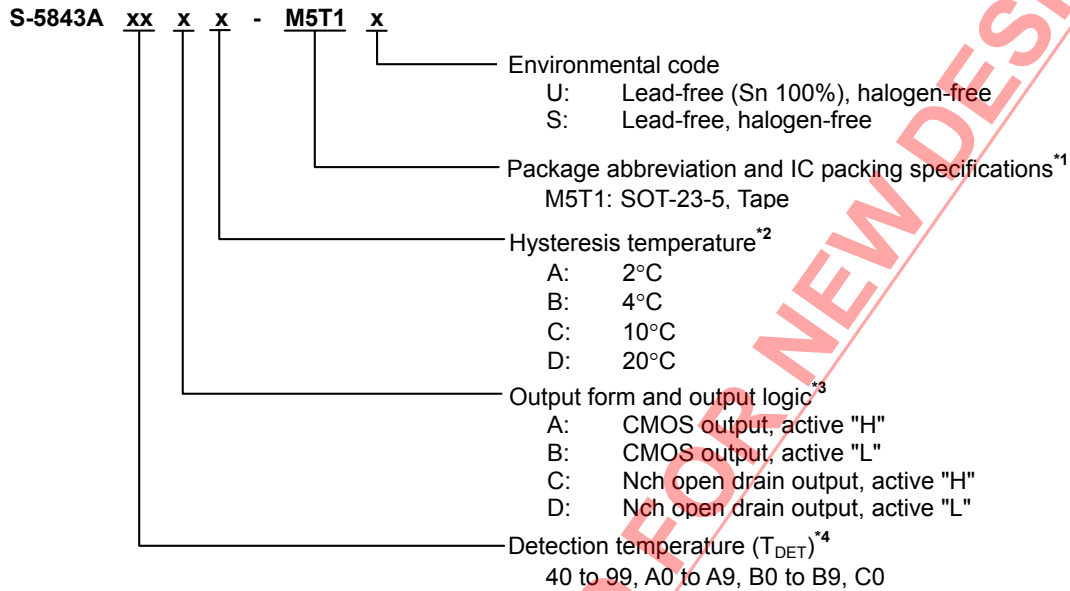 S-5843A xx x x - M5T1 x
Environmental code
U: Lead-free (Sn 100%), halogen-free
S: Lead-free, halogen-free
Package abbreviation and IC packing specifications*1
M5T1: SOT-23-5, Tape
Hysteresis temperature*2
A: 2°C
B: 4°C
C: 10°C
D: 20°C
Output form and output logic*3
A: CMOS output, active "H"
B: CMOS output, active "L"
C: Nch open drain output, active "H"
D: Nch open drain output, active "L"
Detection temperature (TDET)*4
40 to 99, A0 to A9, B0 to B9, C0
FOR NEW DESI